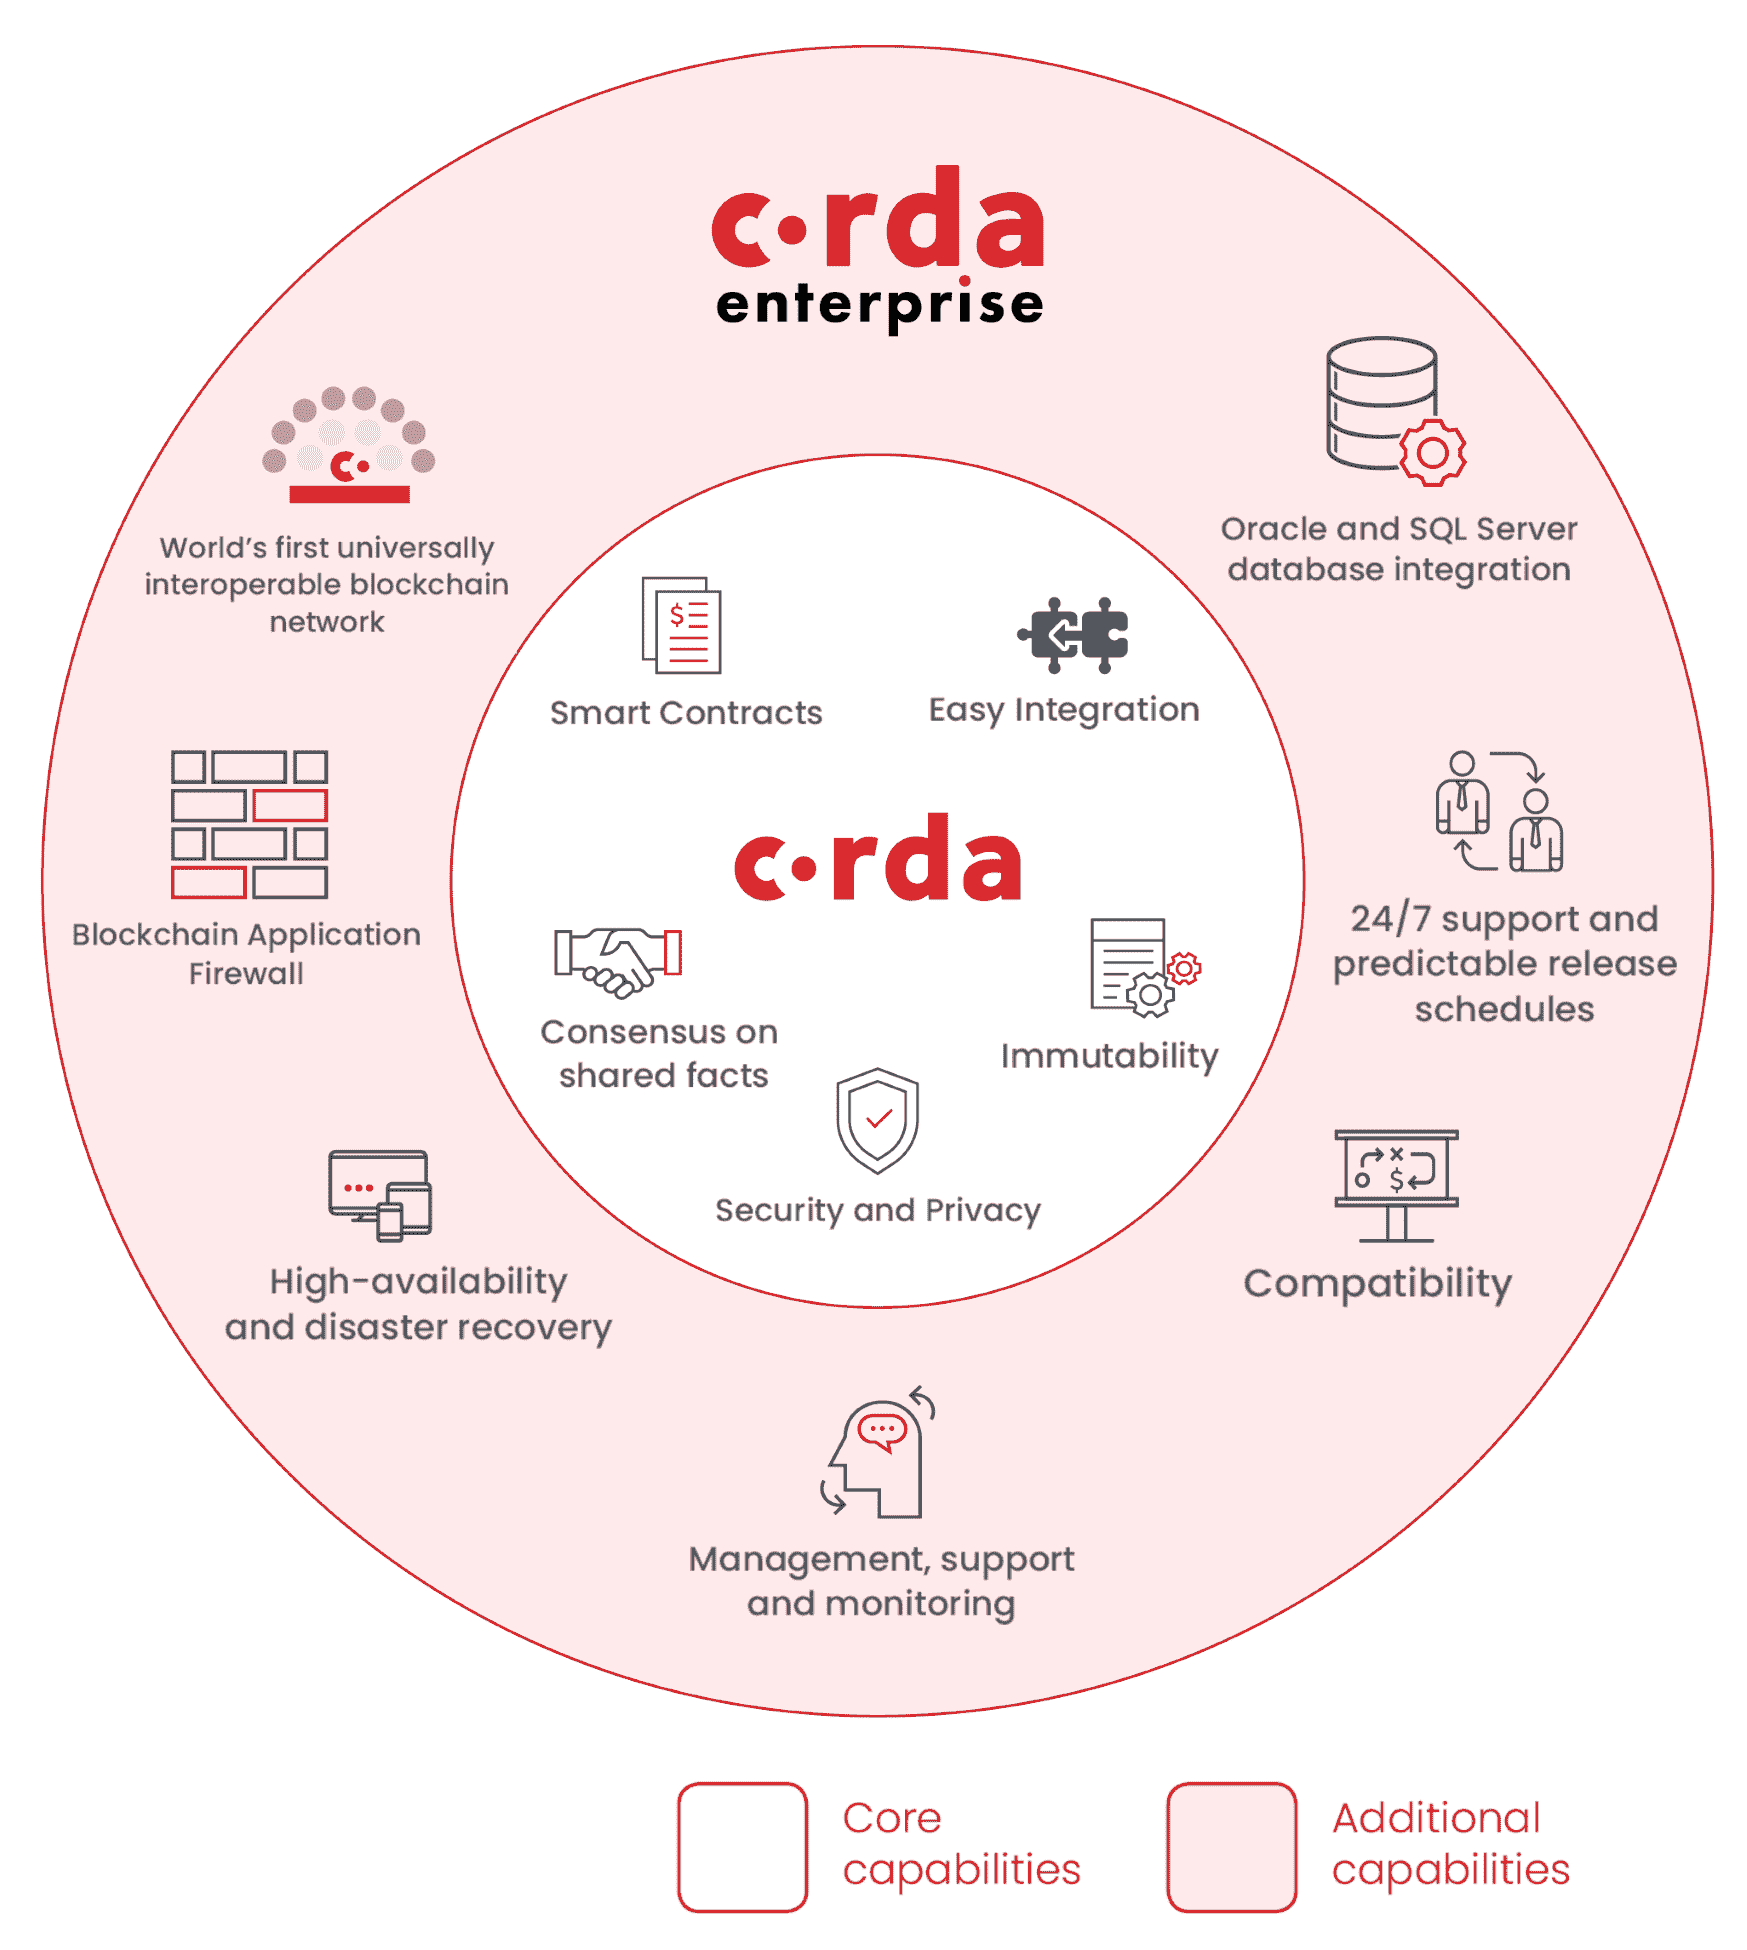 corda
enterprise
World's first universally
interoperable blockchain
network
Oracle and SQL Server
database integration
$
Smart Contracts
Easy Integration
Blockchain Application
Firewall
corda
24/7 support and
predictable release
schedules
Consensus on
shared facts
Immutability
Security and Privacy
$
High-availability
and disaster recovery
Compatibility
Management, support
and monitoring
Core
capabilities
Additional
capabilities